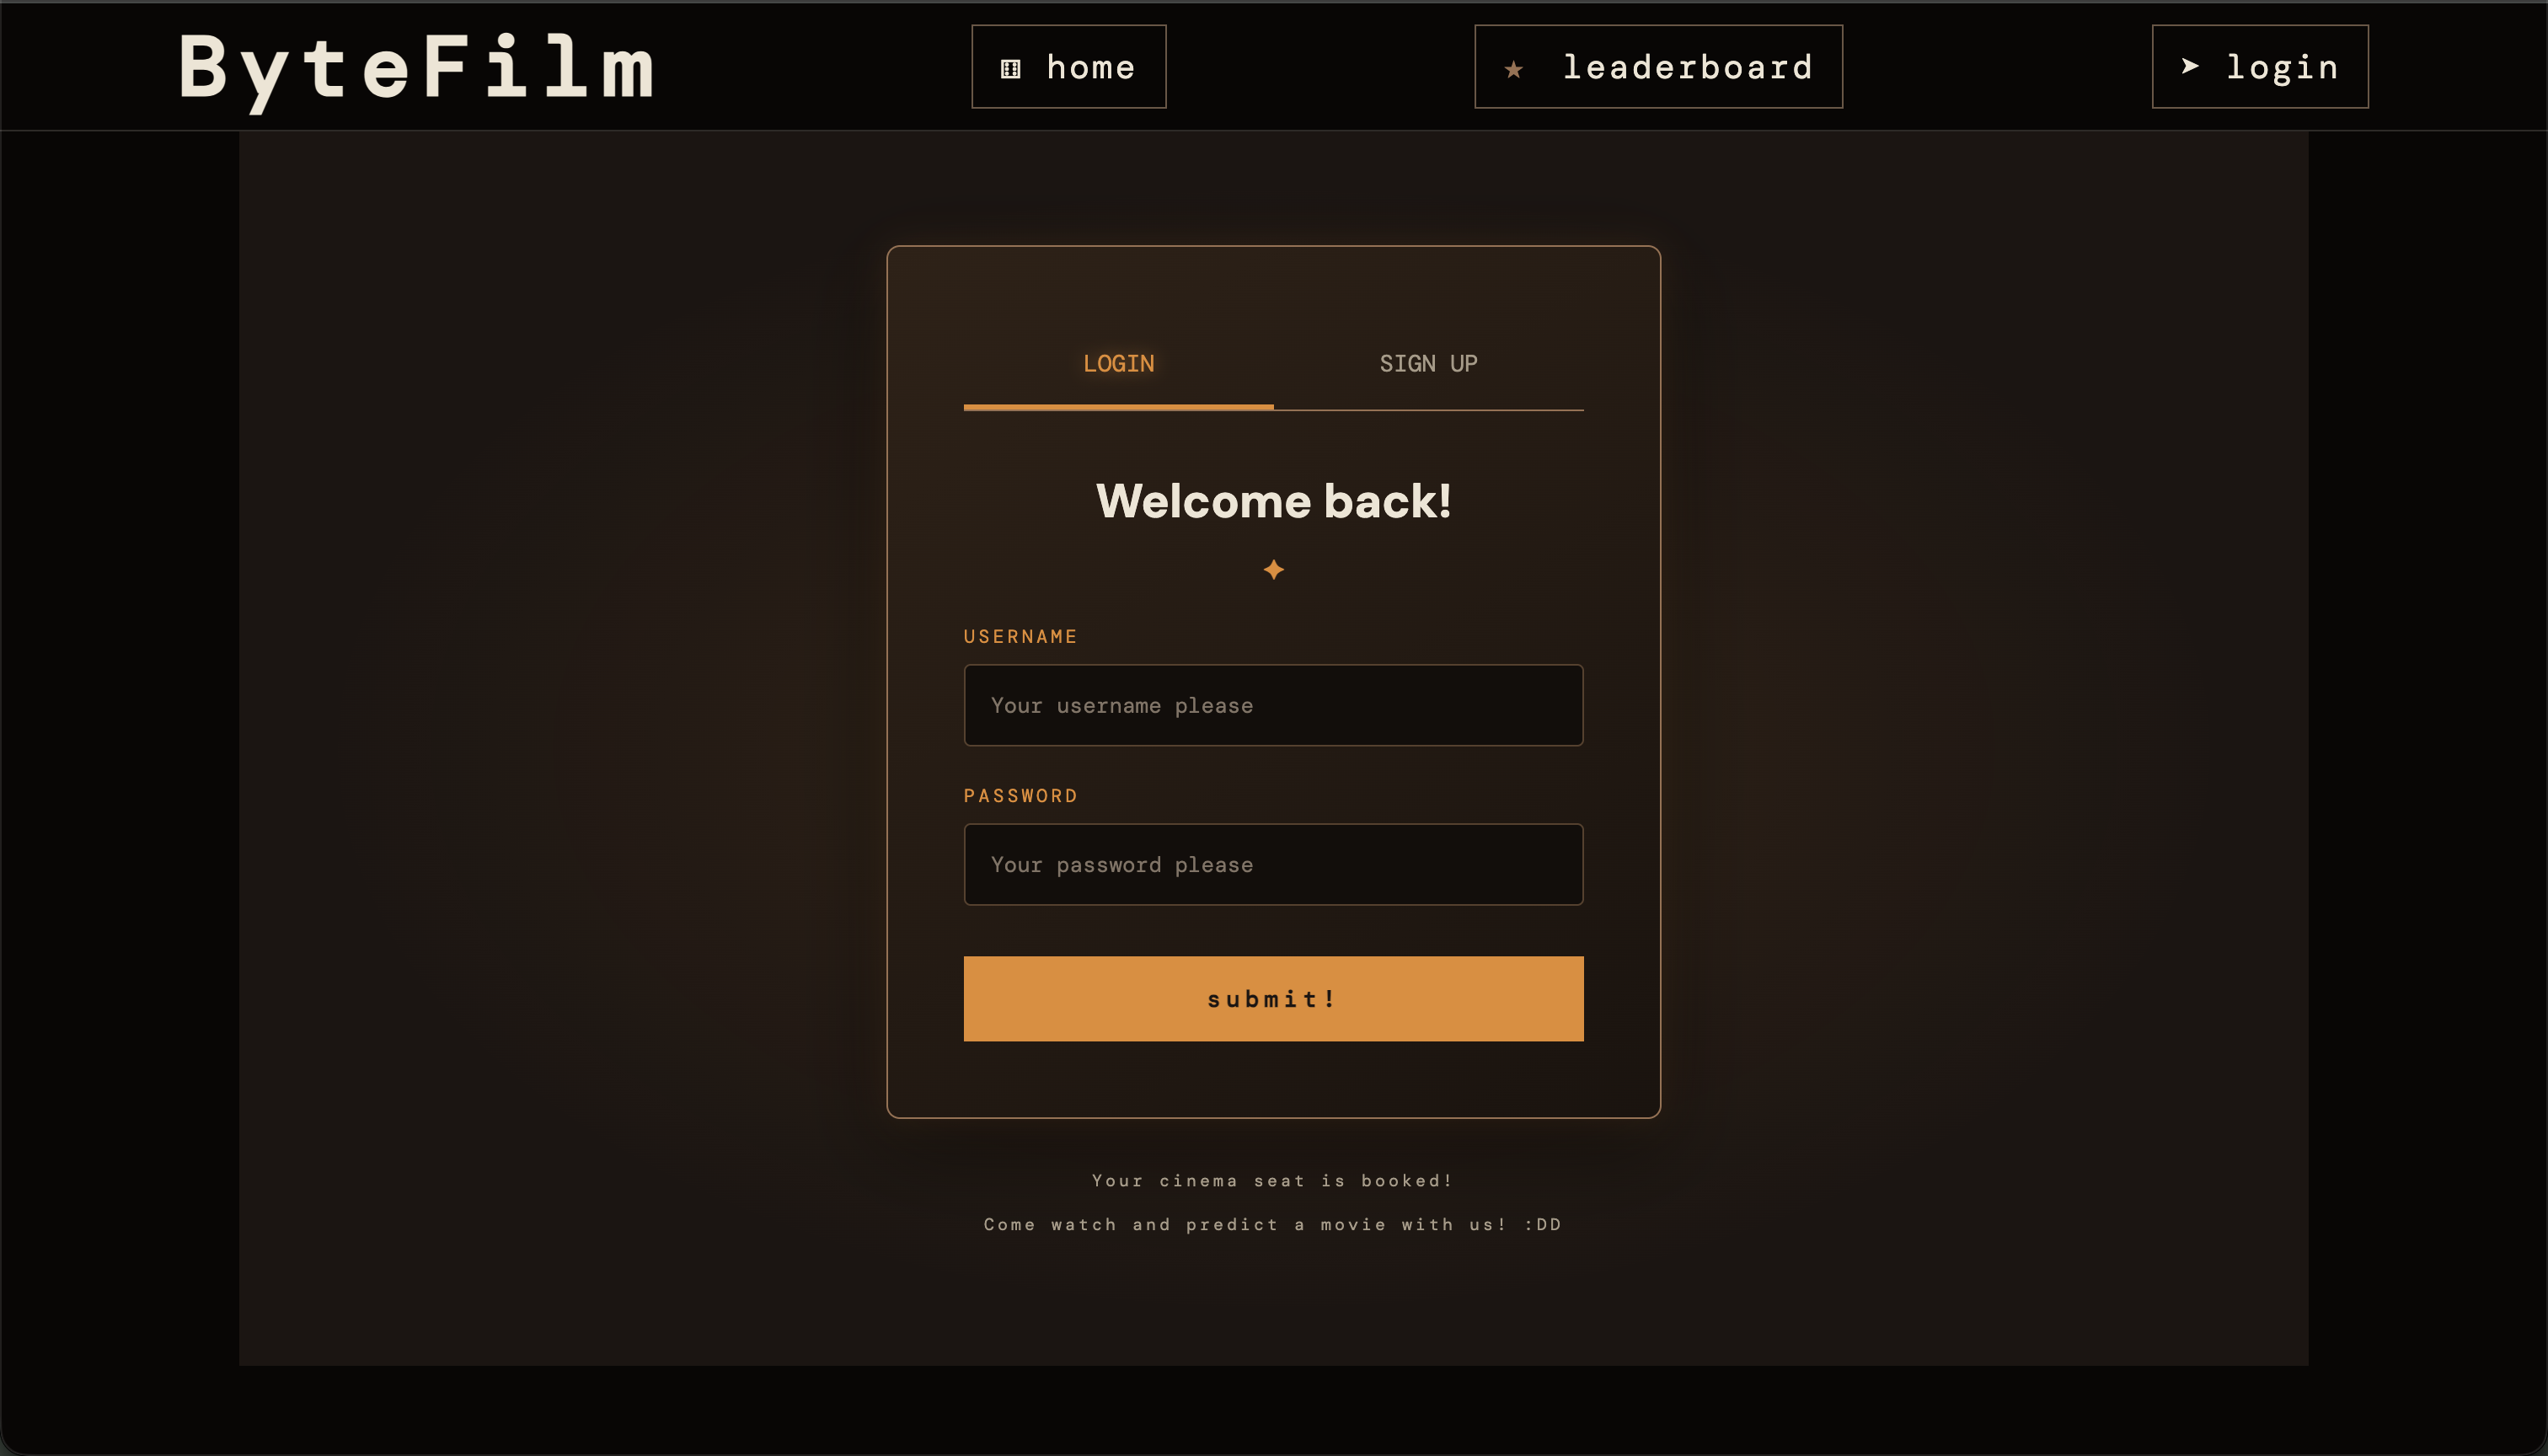 ByteFilm
⚅ home
★ leaderboard
➤ login
LOGIN
SIGN UP
Welcome back!
✦
USERNAME
Your username please
PASSWORD
Your password please
submit!
Your cinema seat is booked!
Come watch and predict a movie with us! :DD